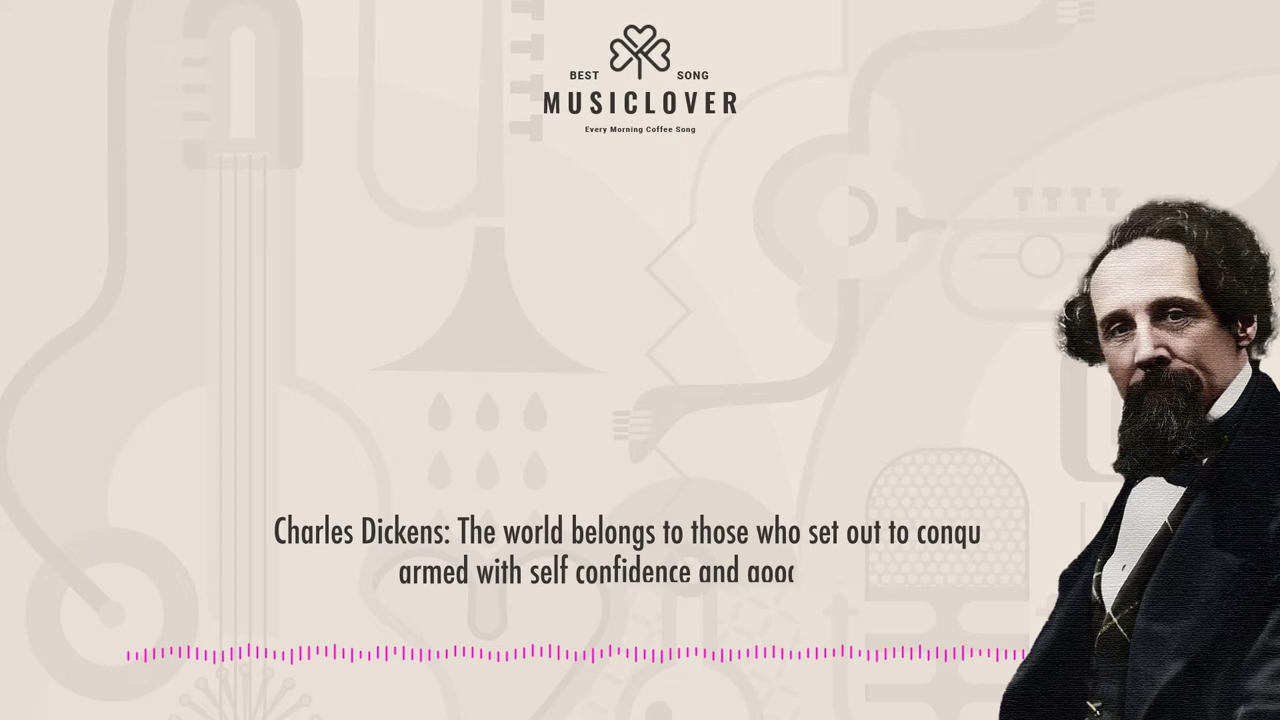 BEST SONG
MUSICLOVER
Every Morning Coffee Song
Charles Dickens: The world belongs to those who set out to conqu
armed with self confidence and